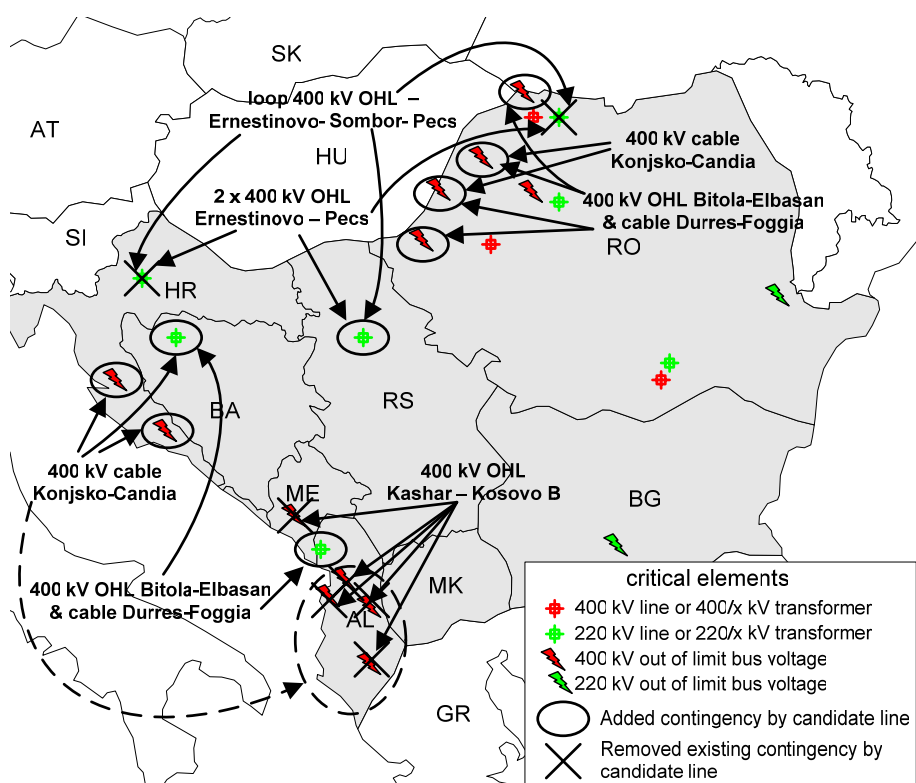 SK
AT
loop 400 kV OHL –
Ernestinovo- Sombor- Pecs
HU
400 kV cable
Konjsko-Candia
2 x 400 kV OHL
Ernestinovo – Pecs
400 kV OHL Bitola-Elbasan
& cable Durres-Foggia
SI
RO
HR
BA
RS
400 kV cable
Konjsko-Candia
400 kV OHL
Kashar – Kosovo B
ME
BG
400 kV OHL Bitola-Elbasan
& cable Durres-Foggia
MK
AL
GR
critical elements
400 kV line or 400/x kV transformer
220 kV line or 220/x kV transformer
400 kV out of limit bus voltage
220 kV out of limit bus voltage
Added contingency by candidate line
Removed existing contingency by
candidate line